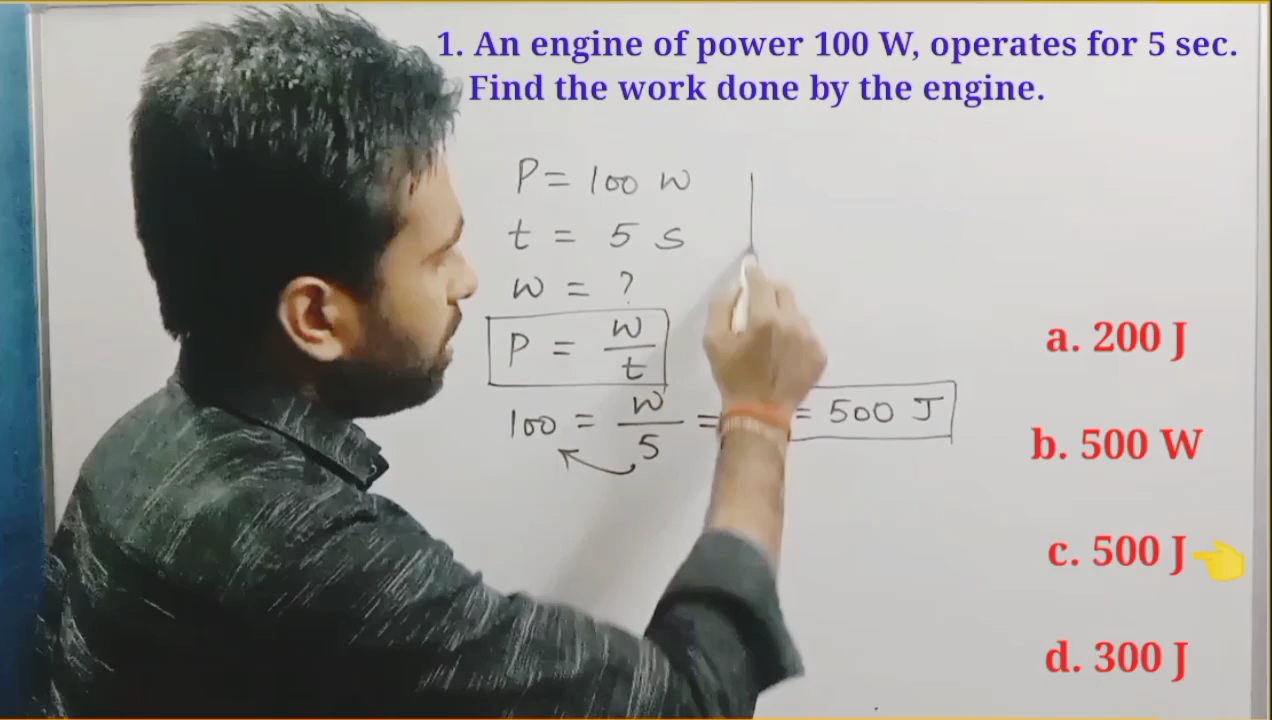 1. An engine of power 100 W, operates for 5 sec.
Find the work done by the engine.
P = 100 W
t = 5 s
W = ?
P = W/t
100 = W/5 = = 500 J
a. 200 J
b. 500 W
c. 500 J
d. 300 J